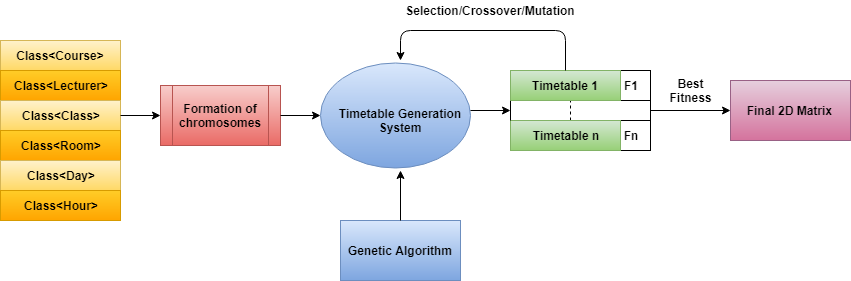 Selection/Crossover/Mutation
Class<Course>
Class<Lecturer>
Class<Class>
Class<Room>
Class<Day>
Class<Hour>
Formation of
chromosomes
Timetable Generation
System
Genetic Algorithm
Timetable 1
F1
Timetable n
Fn
Best
Fitness
Final 2D Matrix